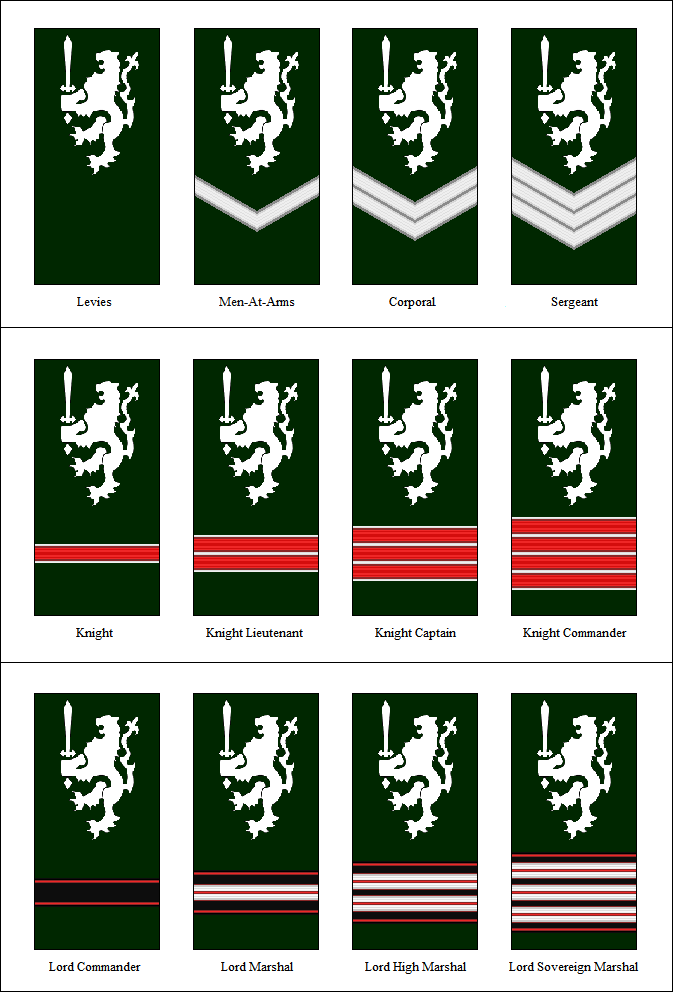 Levies
Men-At-Arms
Corporal
Sergeant
Knight
Knight Lieutenant
Knight Captain
Knight Commander
Lord Commander
Lord Marshal
Lord High Marshal
Lord Sovereign Marshal